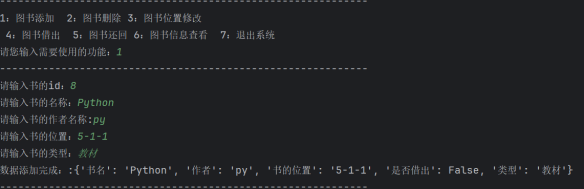 1: 图书添加  2: 图书删除 3: 图书位置修改
4: 图书借出  5: 图书还回 6: 图书信息查看  7: 退出系统
请您输入需要使用的功能: 1
请输入书的id: 8
请输入书的名称: Python
请输入书的作者名称:py
请输入书的位置: 5-1-1
请输入书的类型: 教材
数据添加完成: :{'书名': 'Python', '作者': 'py', '书的位置': '5-1-1', '是否借出': False, '类型': '教材'}